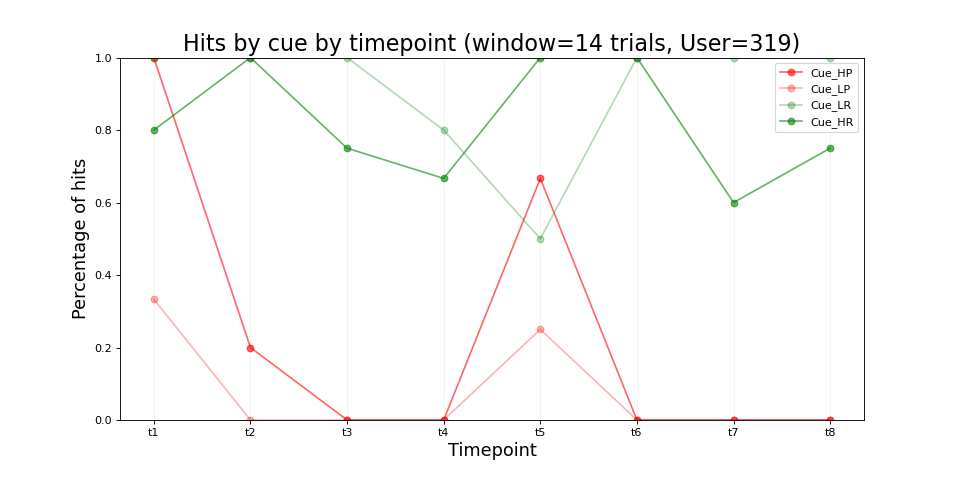 Hits by cue by timepoint (window=14 trials, User=319)
Percentage of hits
1.0
0.8
0.6
0.4
0.2
0.0
Cue_HP
Cue_LP
Cue_LR
Cue_HR
t1 t2 t3 t4 t5 t6 t7 t8
Timepoint